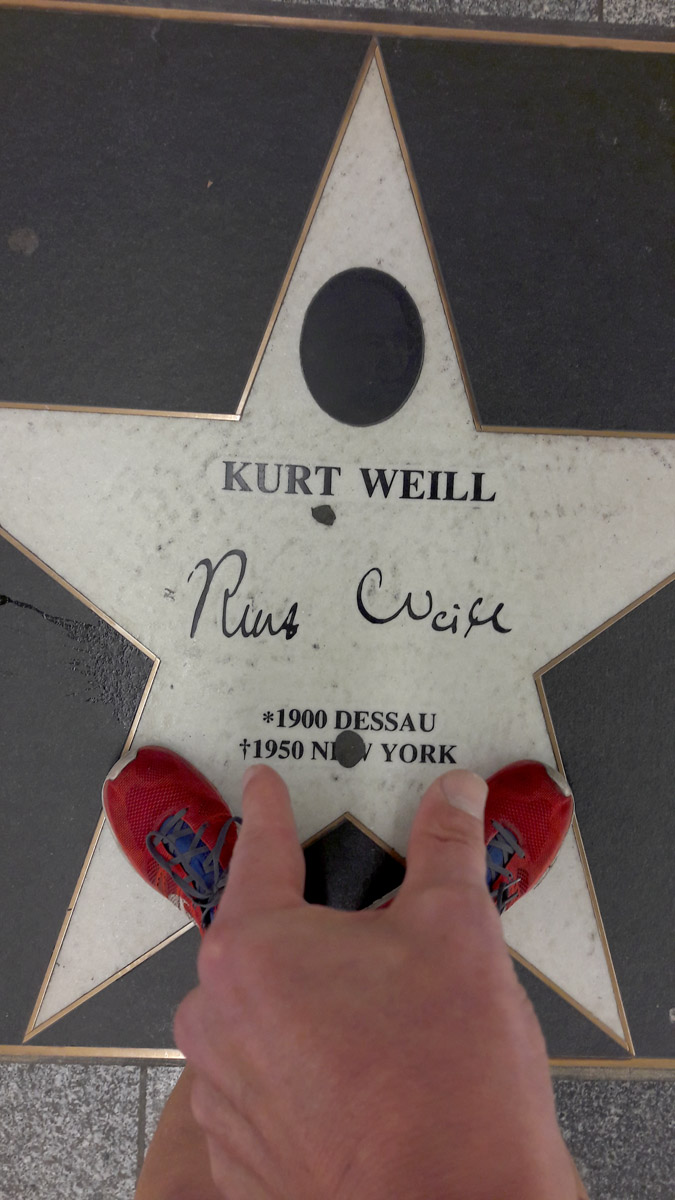 KURT WEILL
Kurt Weill
*1900 DESSAU
†1950 NEW YORK